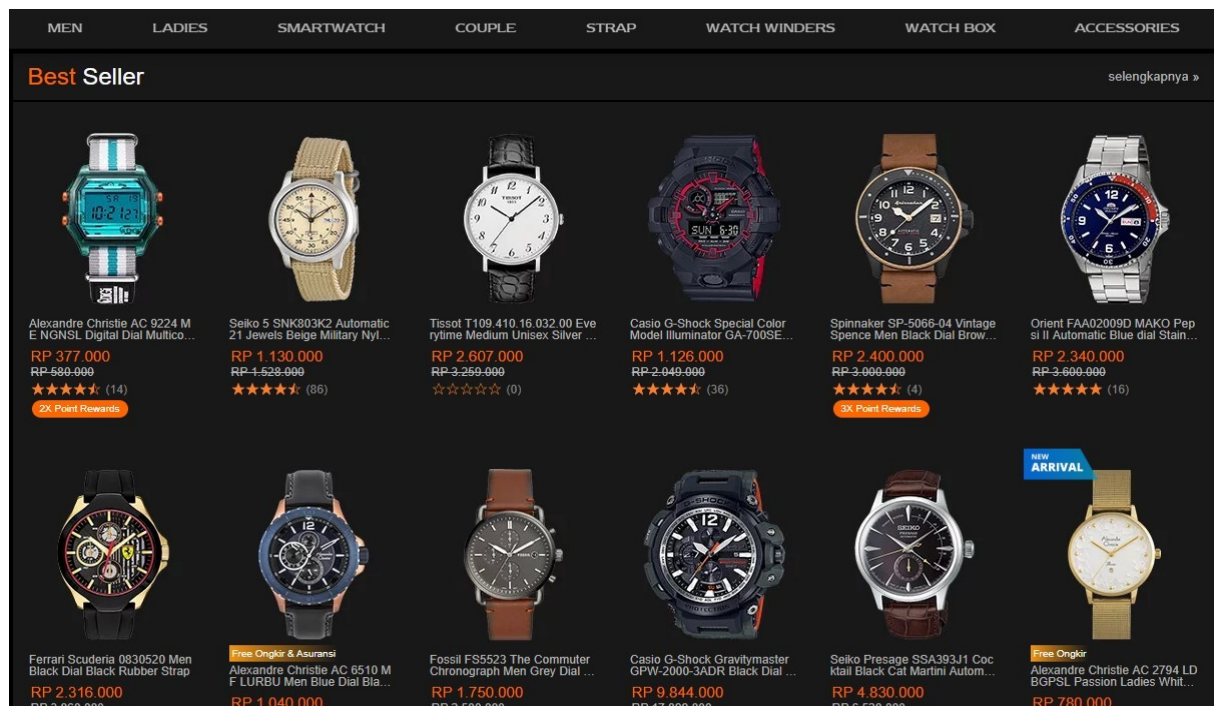 MEN LADIES SMARTWATCH COUPLE STRAP WATCH WINDERS WATCH BOX ACCESSORIES
Best Seller
selengkapnya »
Alexandre Christie AC 9224 M
E NGNSL Digital Dial Multico...
RP 377.000
RP 580.000
(14)
2X Point Rewards
Seiko 5 SNK803K2 Automatic
21 Jewels Beige Military Nyl...
RP 1.130.000
RP 1.528.000
(86)
Tissot T109.410.16.032.00 Eve
rytime Medium Unisex Silver ...
RP 2.607.000
RP 3.259.000
(0)
Casio G-Shock Special Color
Model Illuminator GA-700SE...
RP 1.126.000
RP 2.049.000
(36)
Spinnaker SP-5066-04 Vintage
Spence Men Black Dial Brow...
RP 2.400.000
RP 3.000.000
(4)
3X Point Rewards
Orient FAA02009D MAKO Pep
si II Automatic Blue dial Stain...
RP 2.340.000
RP 3.600.000
(16)
Ferrari Scuderia 0830520 Men
Black Dial Black Rubber Strap
RP 2.316.000
Free Ongkir & Asuransi
Alexandre Christie AC 6510 M
F LURBU Men Blue Dial Bla...
RP 1.040.000
Fossil FS5523 The Commuter
Chronograph Men Grey Dial ...
RP 1.750.000
Casio G-Shock Gravitymaster
GPW-2000-3ADR Black Dial ...
RP 9.844.000
SEIKO
Seiko Presage SSA393J1 Coc
ktail Black Cat Martini Autom...
RP 4.830.000
NEW
ARRIVAL
Free Ongkir
Alexandre Christie AC 2794 LD
BGPSL Passion Ladies Whit...
RP 780.000